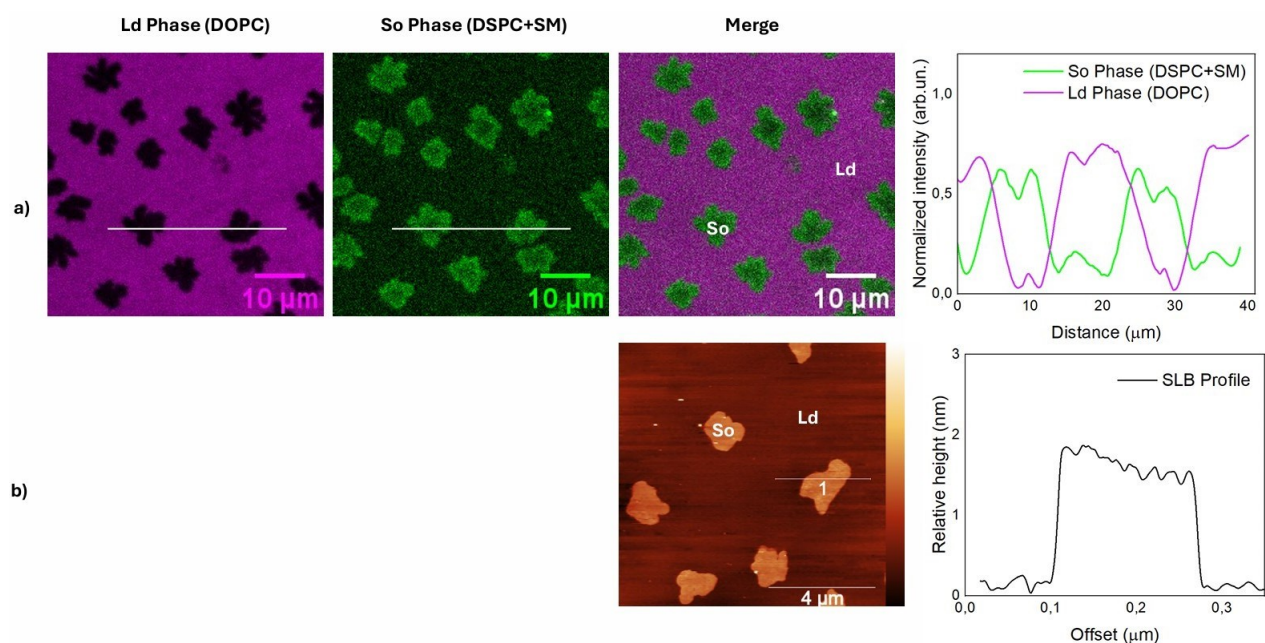 Ld Phase (DOPC)
So Phase (DSPC+SM)
Merge
a)
10 µm
10 µm
Ld
So
10 µm
Normalized intensity (arb.un.)
So Phase (DSPC+SM)
Ld Phase (DOPC)
1,0
0,5
0,0
0 10 20 30 40
Distance (µm)
b)
So
Ld
1
4 µm
Relative height (nm)
SLB Profile
3
2
1
0
0,0 0,1 0,2 0,3
Offset (µm)